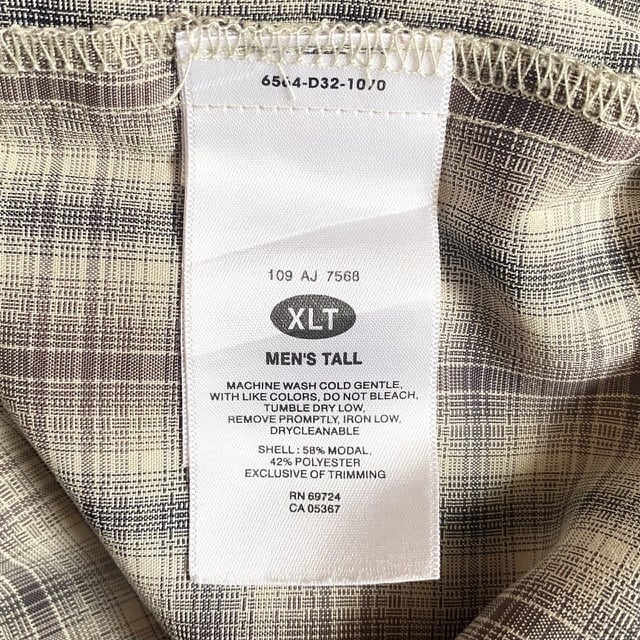 6564-D32-1070
109 AJ 7568
XLT
MEN'S TALL
MACHINE WASH COLD GENTLE,
WITH LIKE COLORS, DO NOT BLEACH,
TUMBLE DRY LOW,
REMOVE PROMPTLY, IRON LOW,
DRYCLEANABLE
SHELL: 58% MODAL,
42% POLYESTER
EXCLUSIVE OF TRIMMING
RN 69724
CA 05367